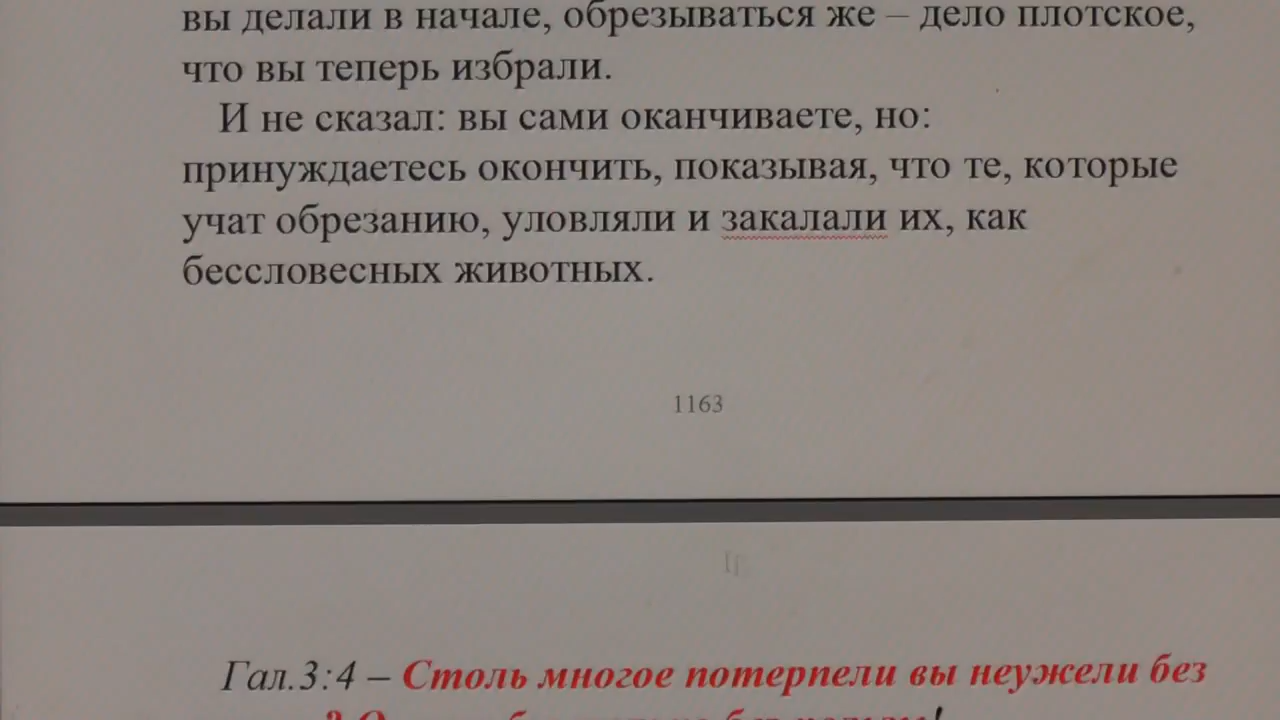 вы делали в начале, обрезываться же – дело плотское,
что вы теперь избрали.
И не сказал: вы сами оканчиваете, но:
принуждаетесь окончить, показывая, что те, которые
учат обрезанию, уловляли и закалали их, как
бессловесных животных.
1163
Гал.3:4 – Столь многое потерпели вы неужели без